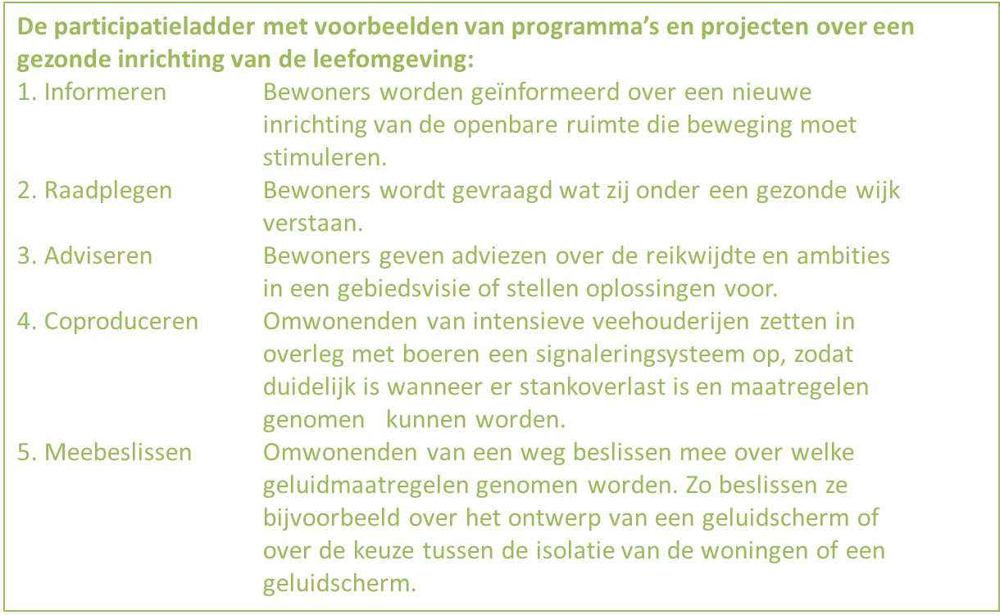 De participatieladder met voorbeelden van programma’s en projecten over een
gezonde inrichting van de leefomgeving:
1. Informeren Bewoners worden geïnformeerd over een nieuwe
inrichting van de openbare ruimte die beweging moet
stimuleren.
2. Raadplegen Bewoners wordt gevraagd wat zij onder een gezonde wijk
verstaan.
3. Adviseren Bewoners geven adviezen over de reikwijdte en ambities
in een gebiedsvisie of stellen oplossingen voor.
4. Coproduceren Omwonenden van intensieve veehouderijen zetten in
overleg met boeren een signaleringsysteem op, zodat
duidelijk is wanneer er stankoverlast is en maatregelen
genomen kunnen worden.
5. Meebeslissen Omwonenden van een weg beslissen mee over welke
geluidmaatregelen genomen worden. Zo beslissen ze
bijvoorbeeld over het ontwerp van een geluidscherm of
over de keuze tussen de isolatie van de woningen of een
geluidscherm.